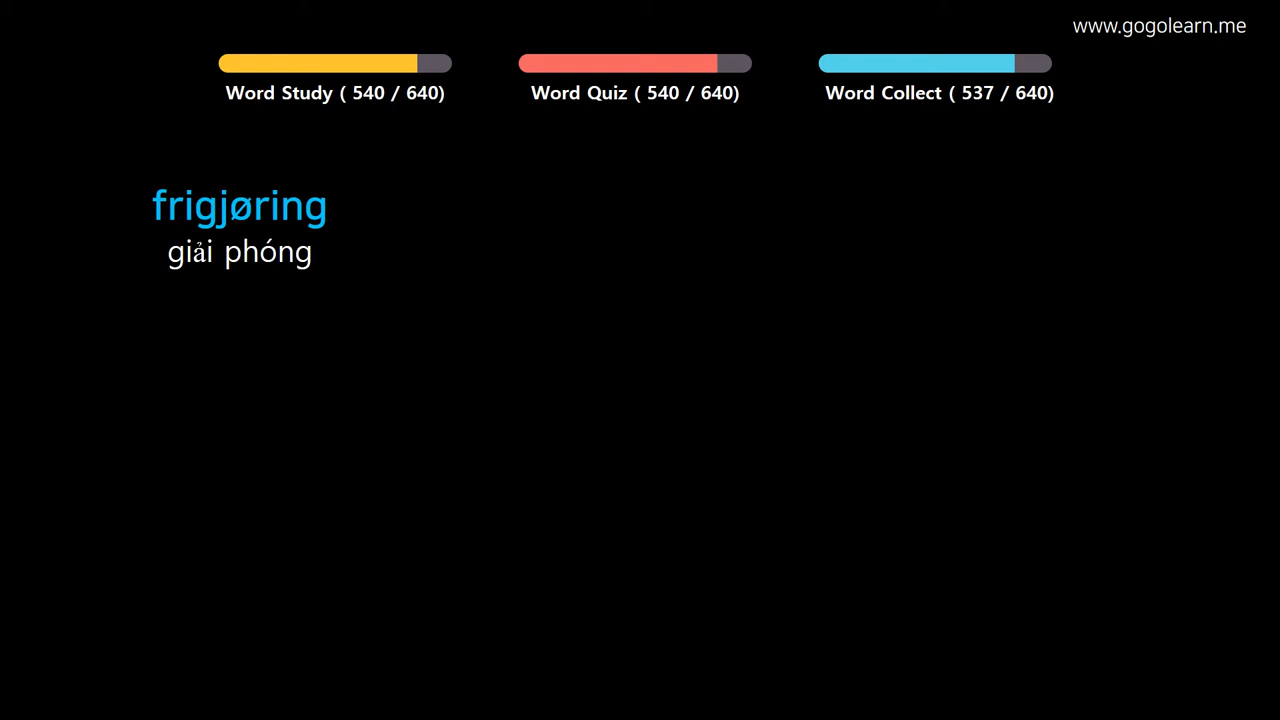 www.gogolearn.me
Word Study ( 540 / 640)
Word Quiz ( 540 / 640)
Word Collect ( 537 / 640)
frigjøring
giải phóng